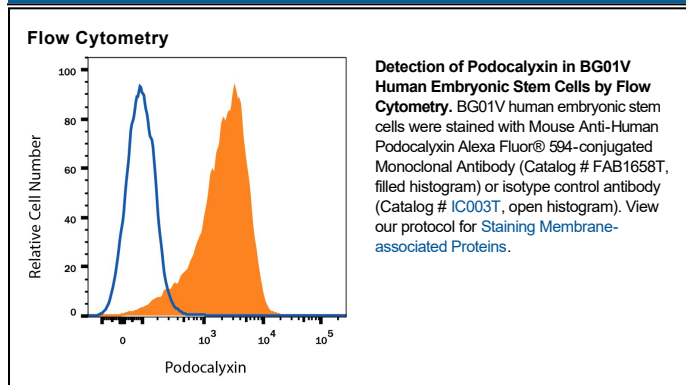 Flow Cytometry
Relative Cell Number
100
80
60
40
20
0
0
10³
10⁴
10⁵
Podocalyxin
Detection of Podocalyxin in BG01V
Human Embryonic Stem Cells by Flow
Cytometry. BG01V human embryonic stem
cells were stained with Mouse Anti-Human
Podocalyxin Alexa Fluor® 594-conjugated
Monoclonal Antibody (Catalog # FAB1658T,
filled histogram) or isotype control antibody
(Catalog # IC003T, open histogram). View
our protocol for Staining Membrane-
associated Proteins.